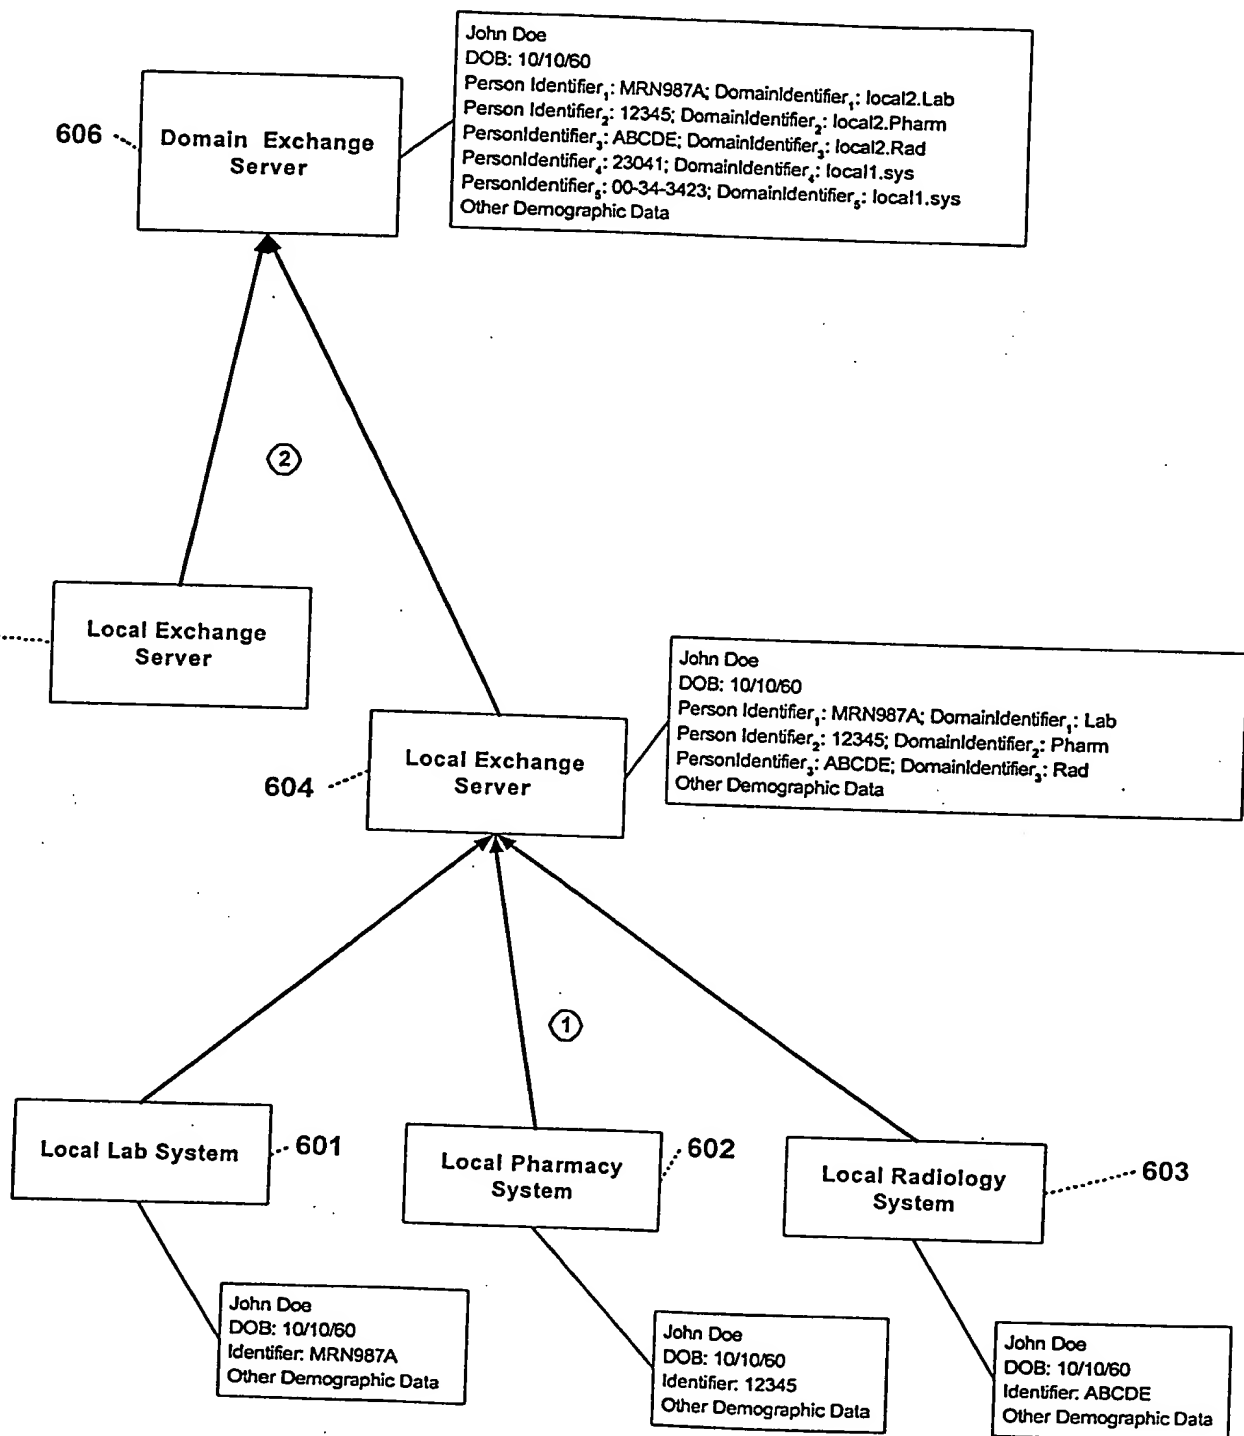 John Doe
DOB: 10/10/60
Person Identifier₁: MRN987A; DomainIdentifier₁: local2.Lab
Person Identifier₂: 12345; DomainIdentifier₂: local2.Pharm
PersonIdentifier₃: ABCDE; DomainIdentifier₃: local2.Rad
PersonIdentifier₄: 23041; DomainIdentifier₄: local1.sys
PersonIdentifier₅: 00-34-3423; DomainIdentifier₅: local1.sys
Other Demographic Data
606
Domain Exchange
Server
2
Local Exchange
Server
John Doe
DOB: 10/10/60
Person Identifier₁: MRN987A; DomainIdentifier₁: Lab
Person Identifier₂: 12345; DomainIdentifier₂: Pharm
PersonIdentifier₃: ABCDE; DomainIdentifier₃: Rad
Other Demographic Data
604
Local Exchange
Server
1
Local Lab System
601
Local Pharmacy
System
602
Local Radiology
System
603
John Doe
DOB: 10/10/60
Identifier: MRN987A
Other Demographic Data
John Doe
DOB: 10/10/60
Identifier: 12345
Other Demographic Data
John Doe
DOB: 10/10/60
Identifier: ABCDE
Other Demographic Data